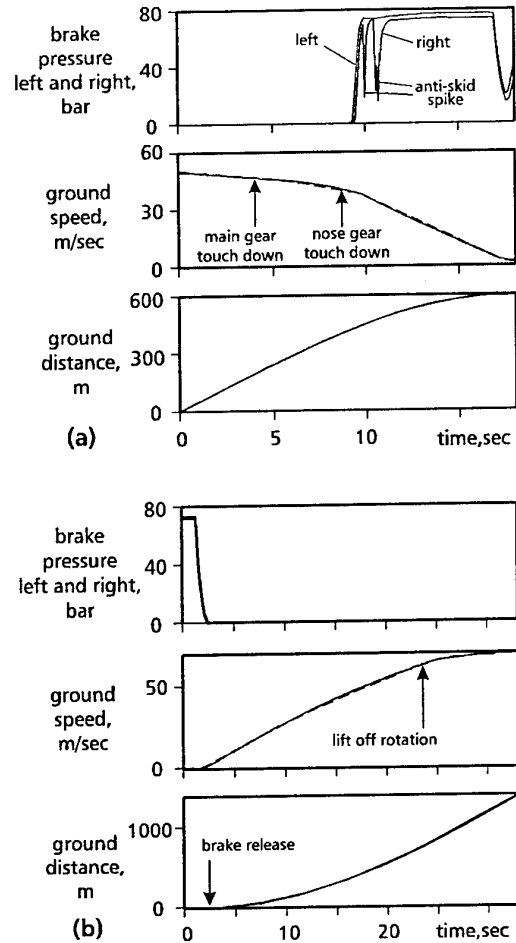 brake
pressure
left and right,
bar
80
40
0
left
right
anti-skid
spike
ground
speed,
m/sec
60
30
0
main gear
touch down
nose gear
touch down
ground
distance,
m
600
300
0
(a)
0
5
10
time,sec
brake
pressure
left and right,
bar
80
40
0
ground
speed,
m/sec
50
0
lift off rotation
ground
distance,
m
1000
0
brake release
(b)
0
10
20
time,sec